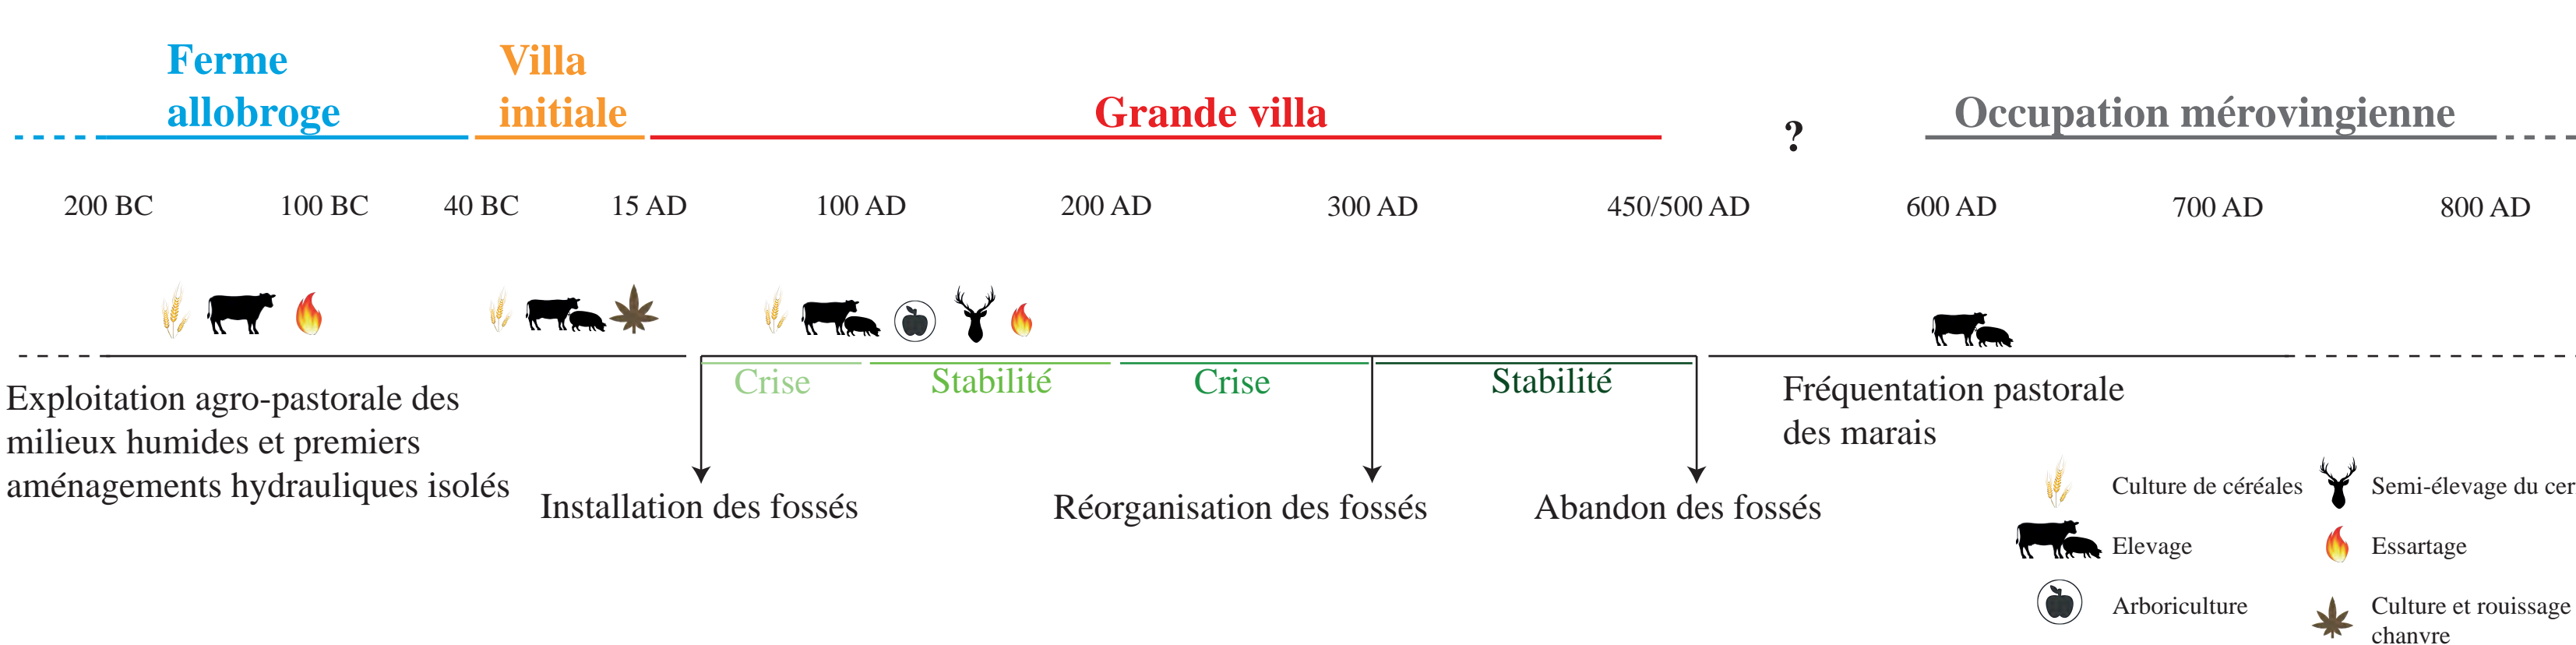 Ferme
allobroge
Villa
initiale
Grande villa
?
Occupation mérovingienne
200 BC
100 BC
40 BC
15 AD
100 AD
200 AD
300 AD
450/500 AD
600 AD
700 AD
800 AD
Crise
Stabilité
Crise
Stabilité
Exploitation agro-pastorale des
milieux humides et premiers
aménagements hydrauliques isolés
Fréquentation pastorale
des marais
Installation des fossés
Réorganisation des fossés
Abandon des fossés
Culture de céréales
Semi-élevage du cer
Elevage
Essartage
Arboriculture
Culture et rouissage
chanvre